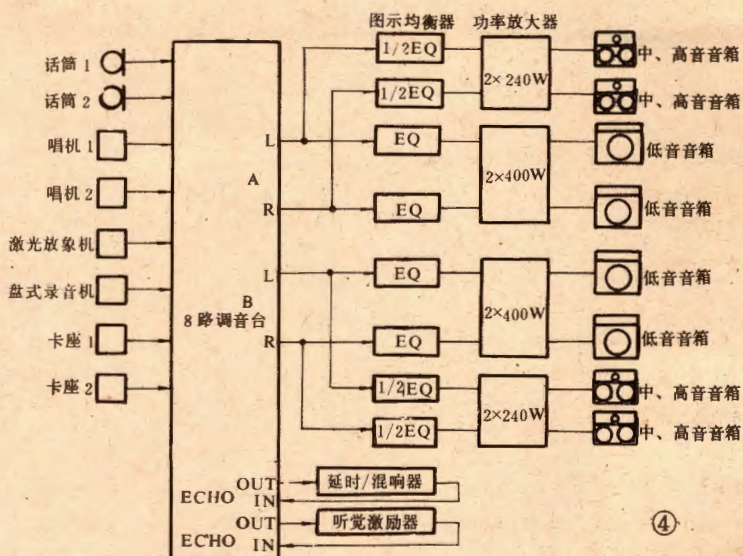 图示均衡器 功率放大器
话筒 1
话筒 2
唱机 1
唱机 2
激光放象机
盘式录音机
卡座 1
卡座 2
L
A
R
L
B
8 路调音台
R
OUT
ECHO IN
OUT
ECHO IN
1/2EQ
1/2EQ
EQ
EQ
EQ
EQ
1/2EQ
1/2EQ
2×240W
2×400W
2×400W
2×240W
中、高音音箱
中、高音音箱
低音音箱
低音音箱
低音音箱
低音音箱
中、高音音箱
中、高音音箱
延时/混响器
听觉激励器
④